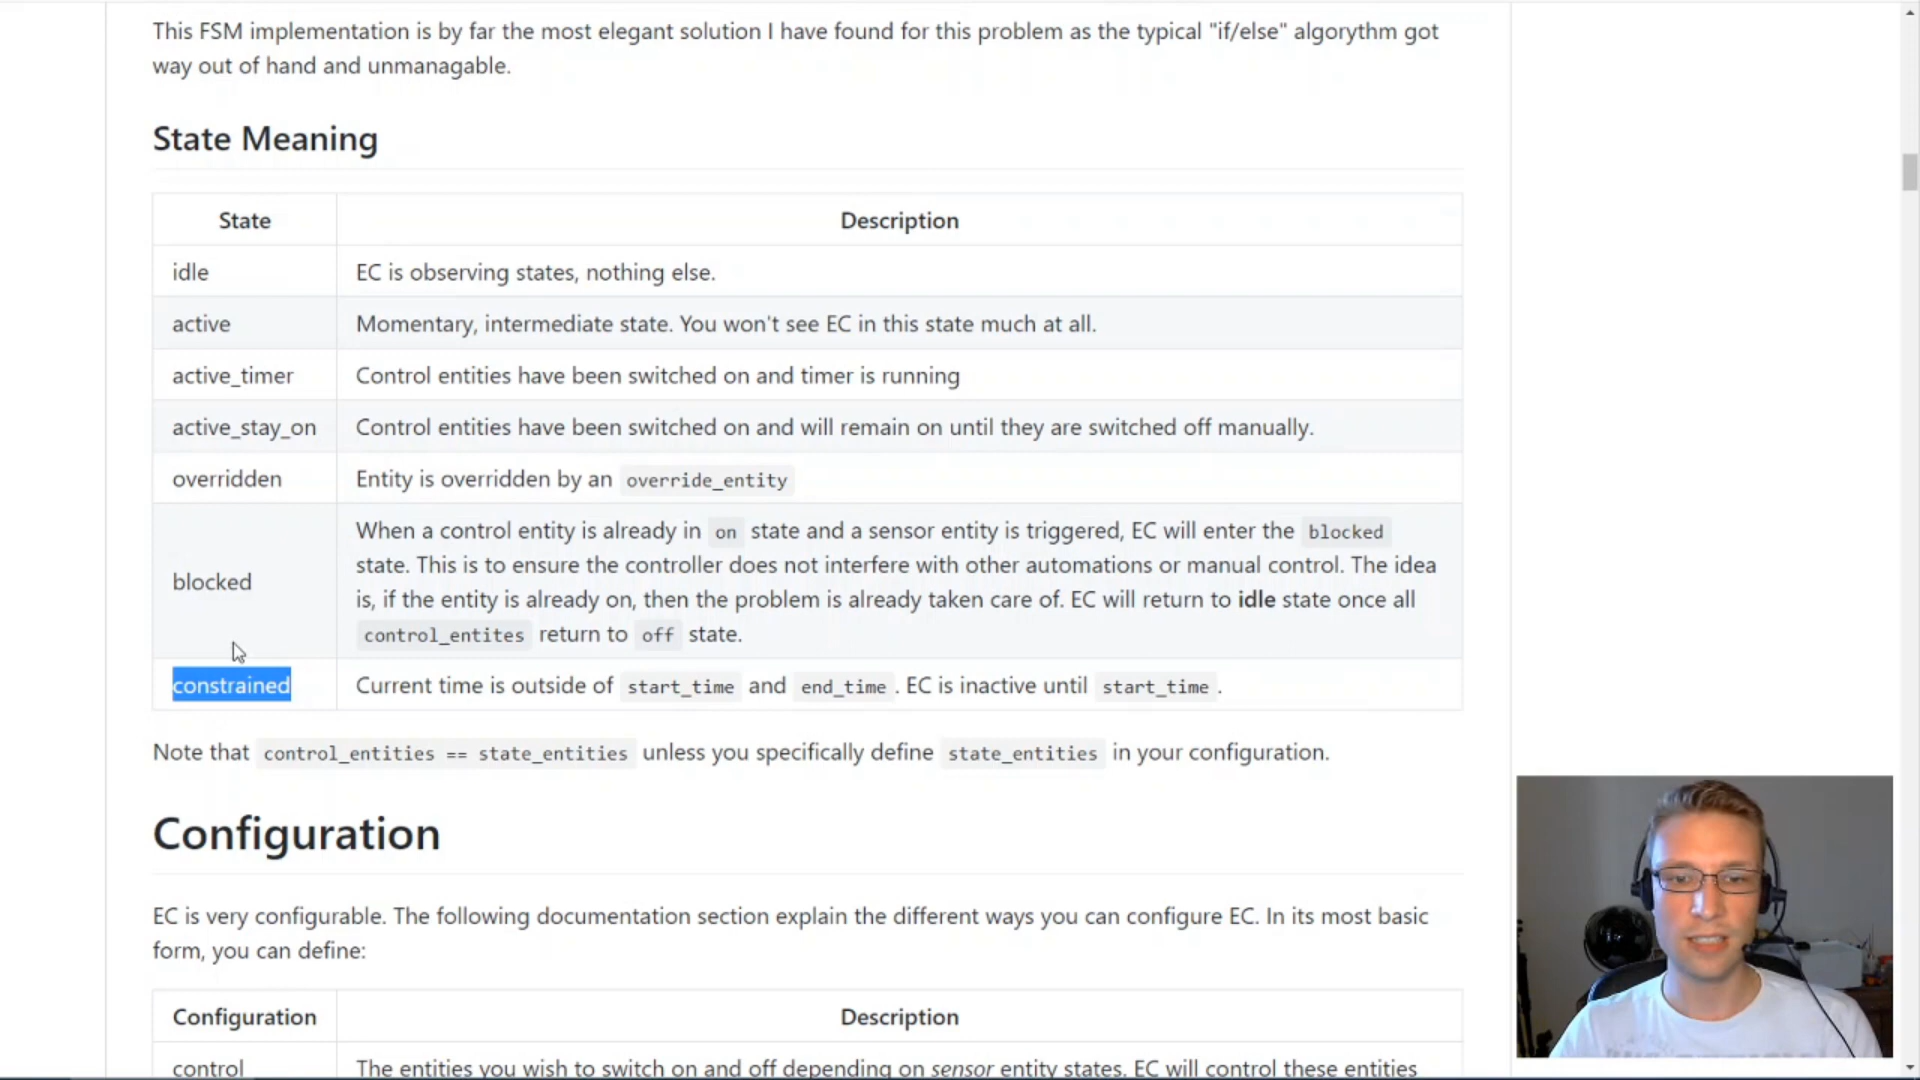 This FSM implementation is by far the most elegant solution I have found for this problem as the typical "if/else" algorythm got
way out of hand and unmanagable.
State Meaning
State Description
idle EC is observing states, nothing else.
active Momentary, intermediate state. You won't see EC in this state much at all.
active_timer Control entities have been switched on and timer is running
active_stay_on Control entities have been switched on and will remain on until they are switched off manually.
overridden Entity is overridden by an override_entity
When a control entity is already in on state and a sensor entity is triggered, EC will enter the blocked
state. This is to ensure the controller does not interfere with other automations or manual control. The idea
blocked
is, if the entity is already on, then the problem is already taken care of. EC will return to idle state once all
control_entites return to off state.
constrained Current time is outside of start_time and end_time . EC is inactive until start_time .
Note that control_entities == state_entities unless you specifically define state_entities in your configuration.
Configuration
EC is very configurable. The following documentation section explain the different ways you can configure EC. In its most basic
form, you can define:
Configuration Description
control The entities you wish to switch on and off depending on sensor entity states. EC will control these entities